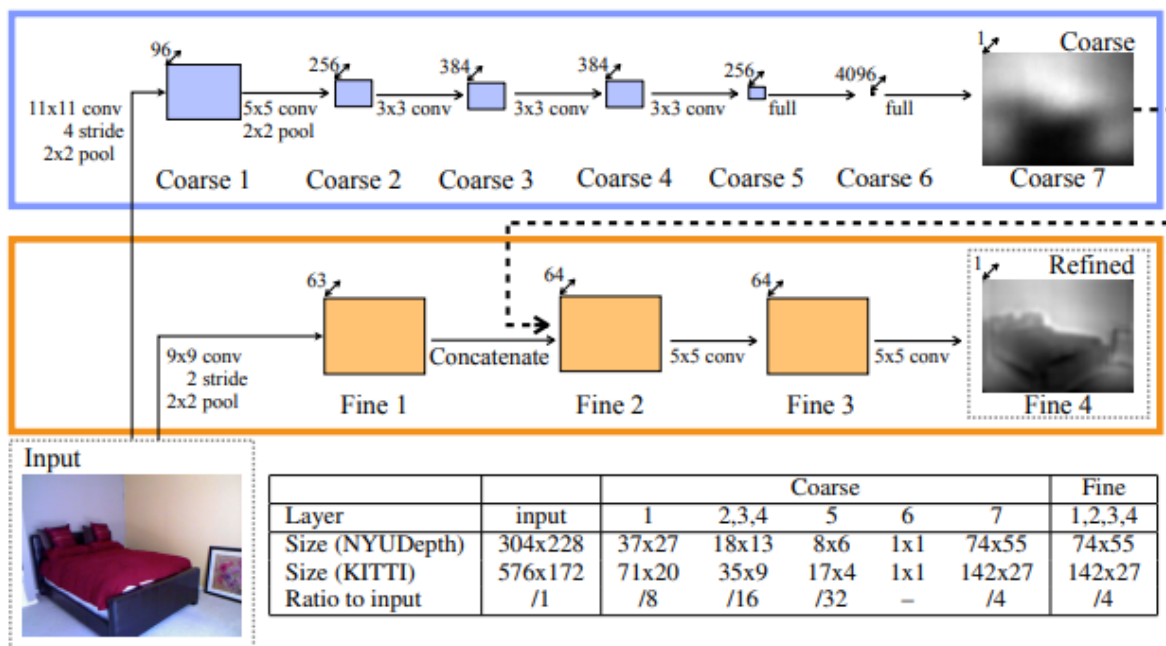 96
256
384
384
256
4096
1
Coarse
11x11 conv
4 stride
2x2 pool
5x5 conv
2x2 pool
3x3 conv
3x3 conv
3x3 conv
full
full
Coarse 1
Coarse 2
Coarse 3
Coarse 4
Coarse 5
Coarse 6
Coarse 7
63
64
64
1
Refined
9x9 conv
2 stride
2x2 pool
Concatenate
5x5 conv
5x5 conv
Fine 1
Fine 2
Fine 3
Fine 4
Input
Coarse Fine
Layer input 1 2,3,4 5 6 7 1,2,3,4
Size (NYUDepth) 304x228 37x27 18x13 8x6 1x1 74x55 74x55
Size (KITTI) 576x172 71x20 35x9 17x4 1x1 142x27 142x27
Ratio to input /1 /8 /16 /32 – /4 /4